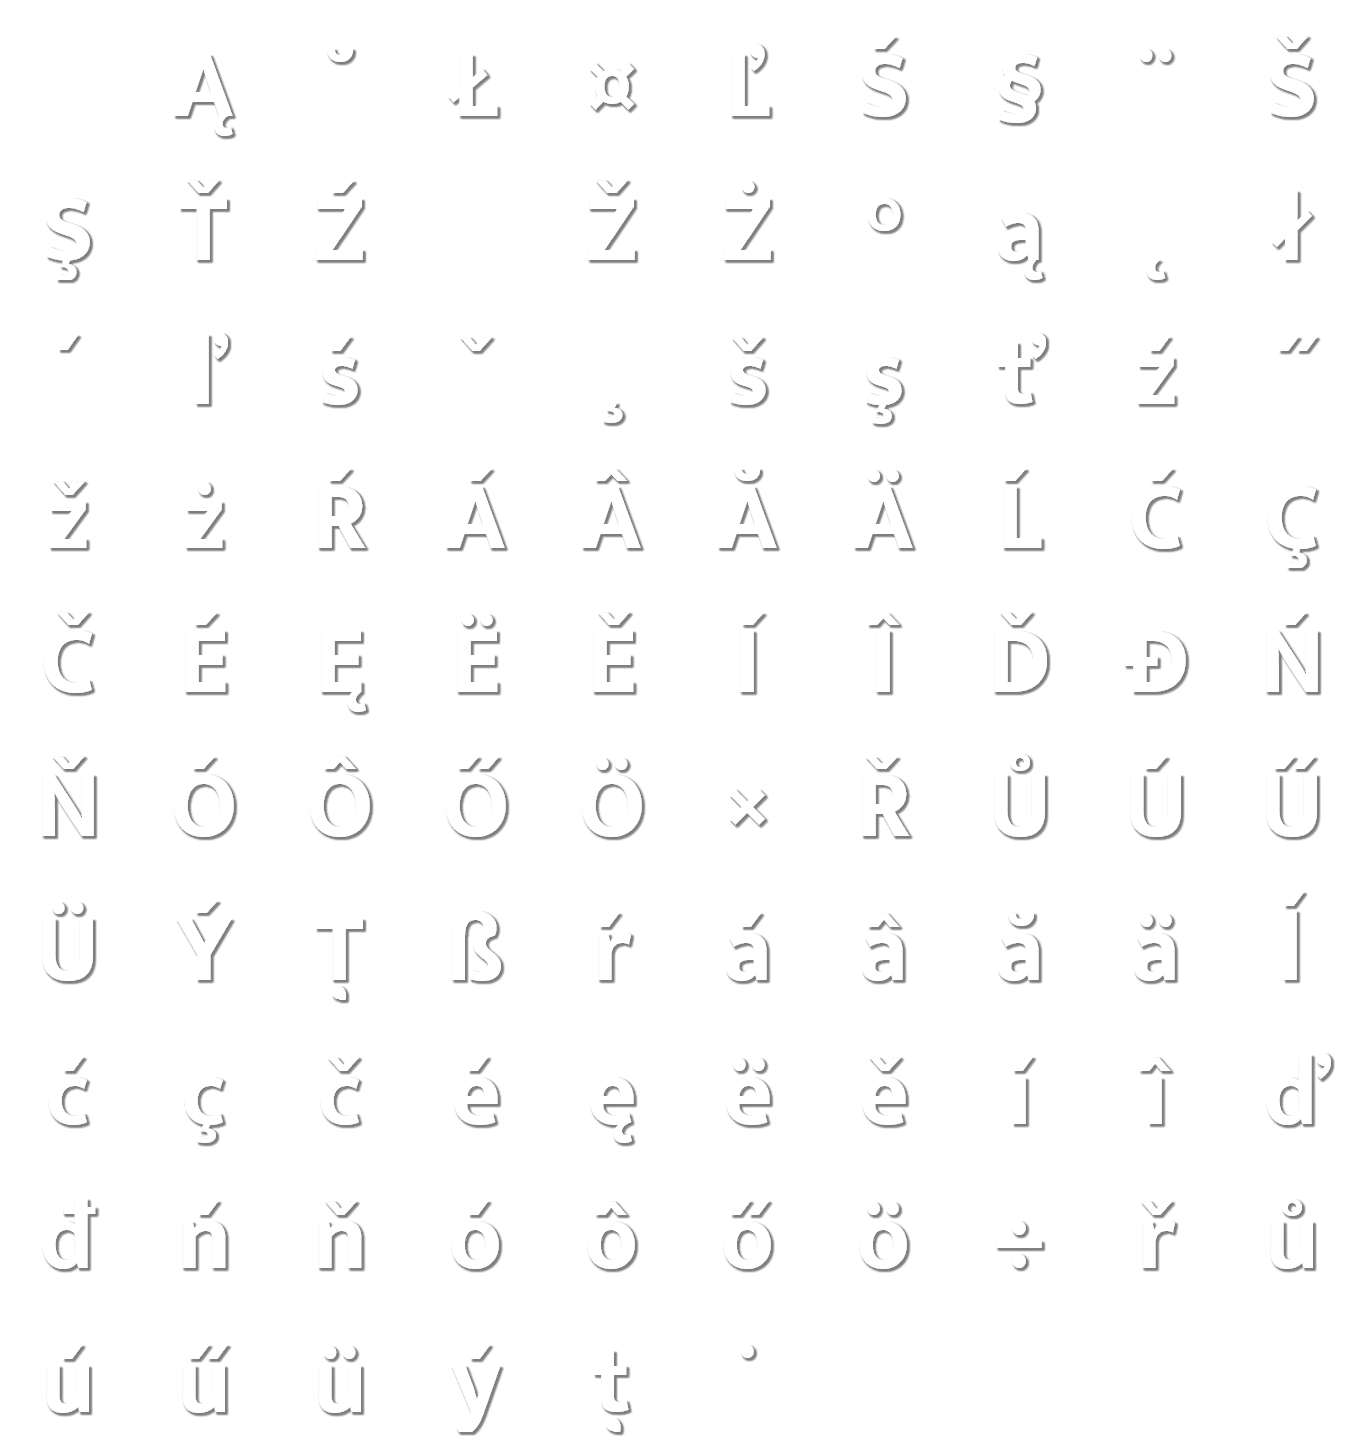 Ą ˘ Ł ¤ Ľ Ś § ¨ Š
Ş Ť Ź Ž Ż ° ą ˛ ł
´ ľ ś ˇ ¸ š ş ť ź ˝
ž ż Ŕ Á Â Ă Ä Ĺ Ć Ç
Č É Ę Ë Ě Í Î Ď Đ Ń
Ň Ó Ô Ő Ö × Ř Ů Ú Ű
Ü Ý Ț ß ŕ á â ă ä ĺ
ć ç č é ę ë ě í î ď
đ ń ň ó ô ő ö ÷ ř ů
ú ű ü ý ț ˙